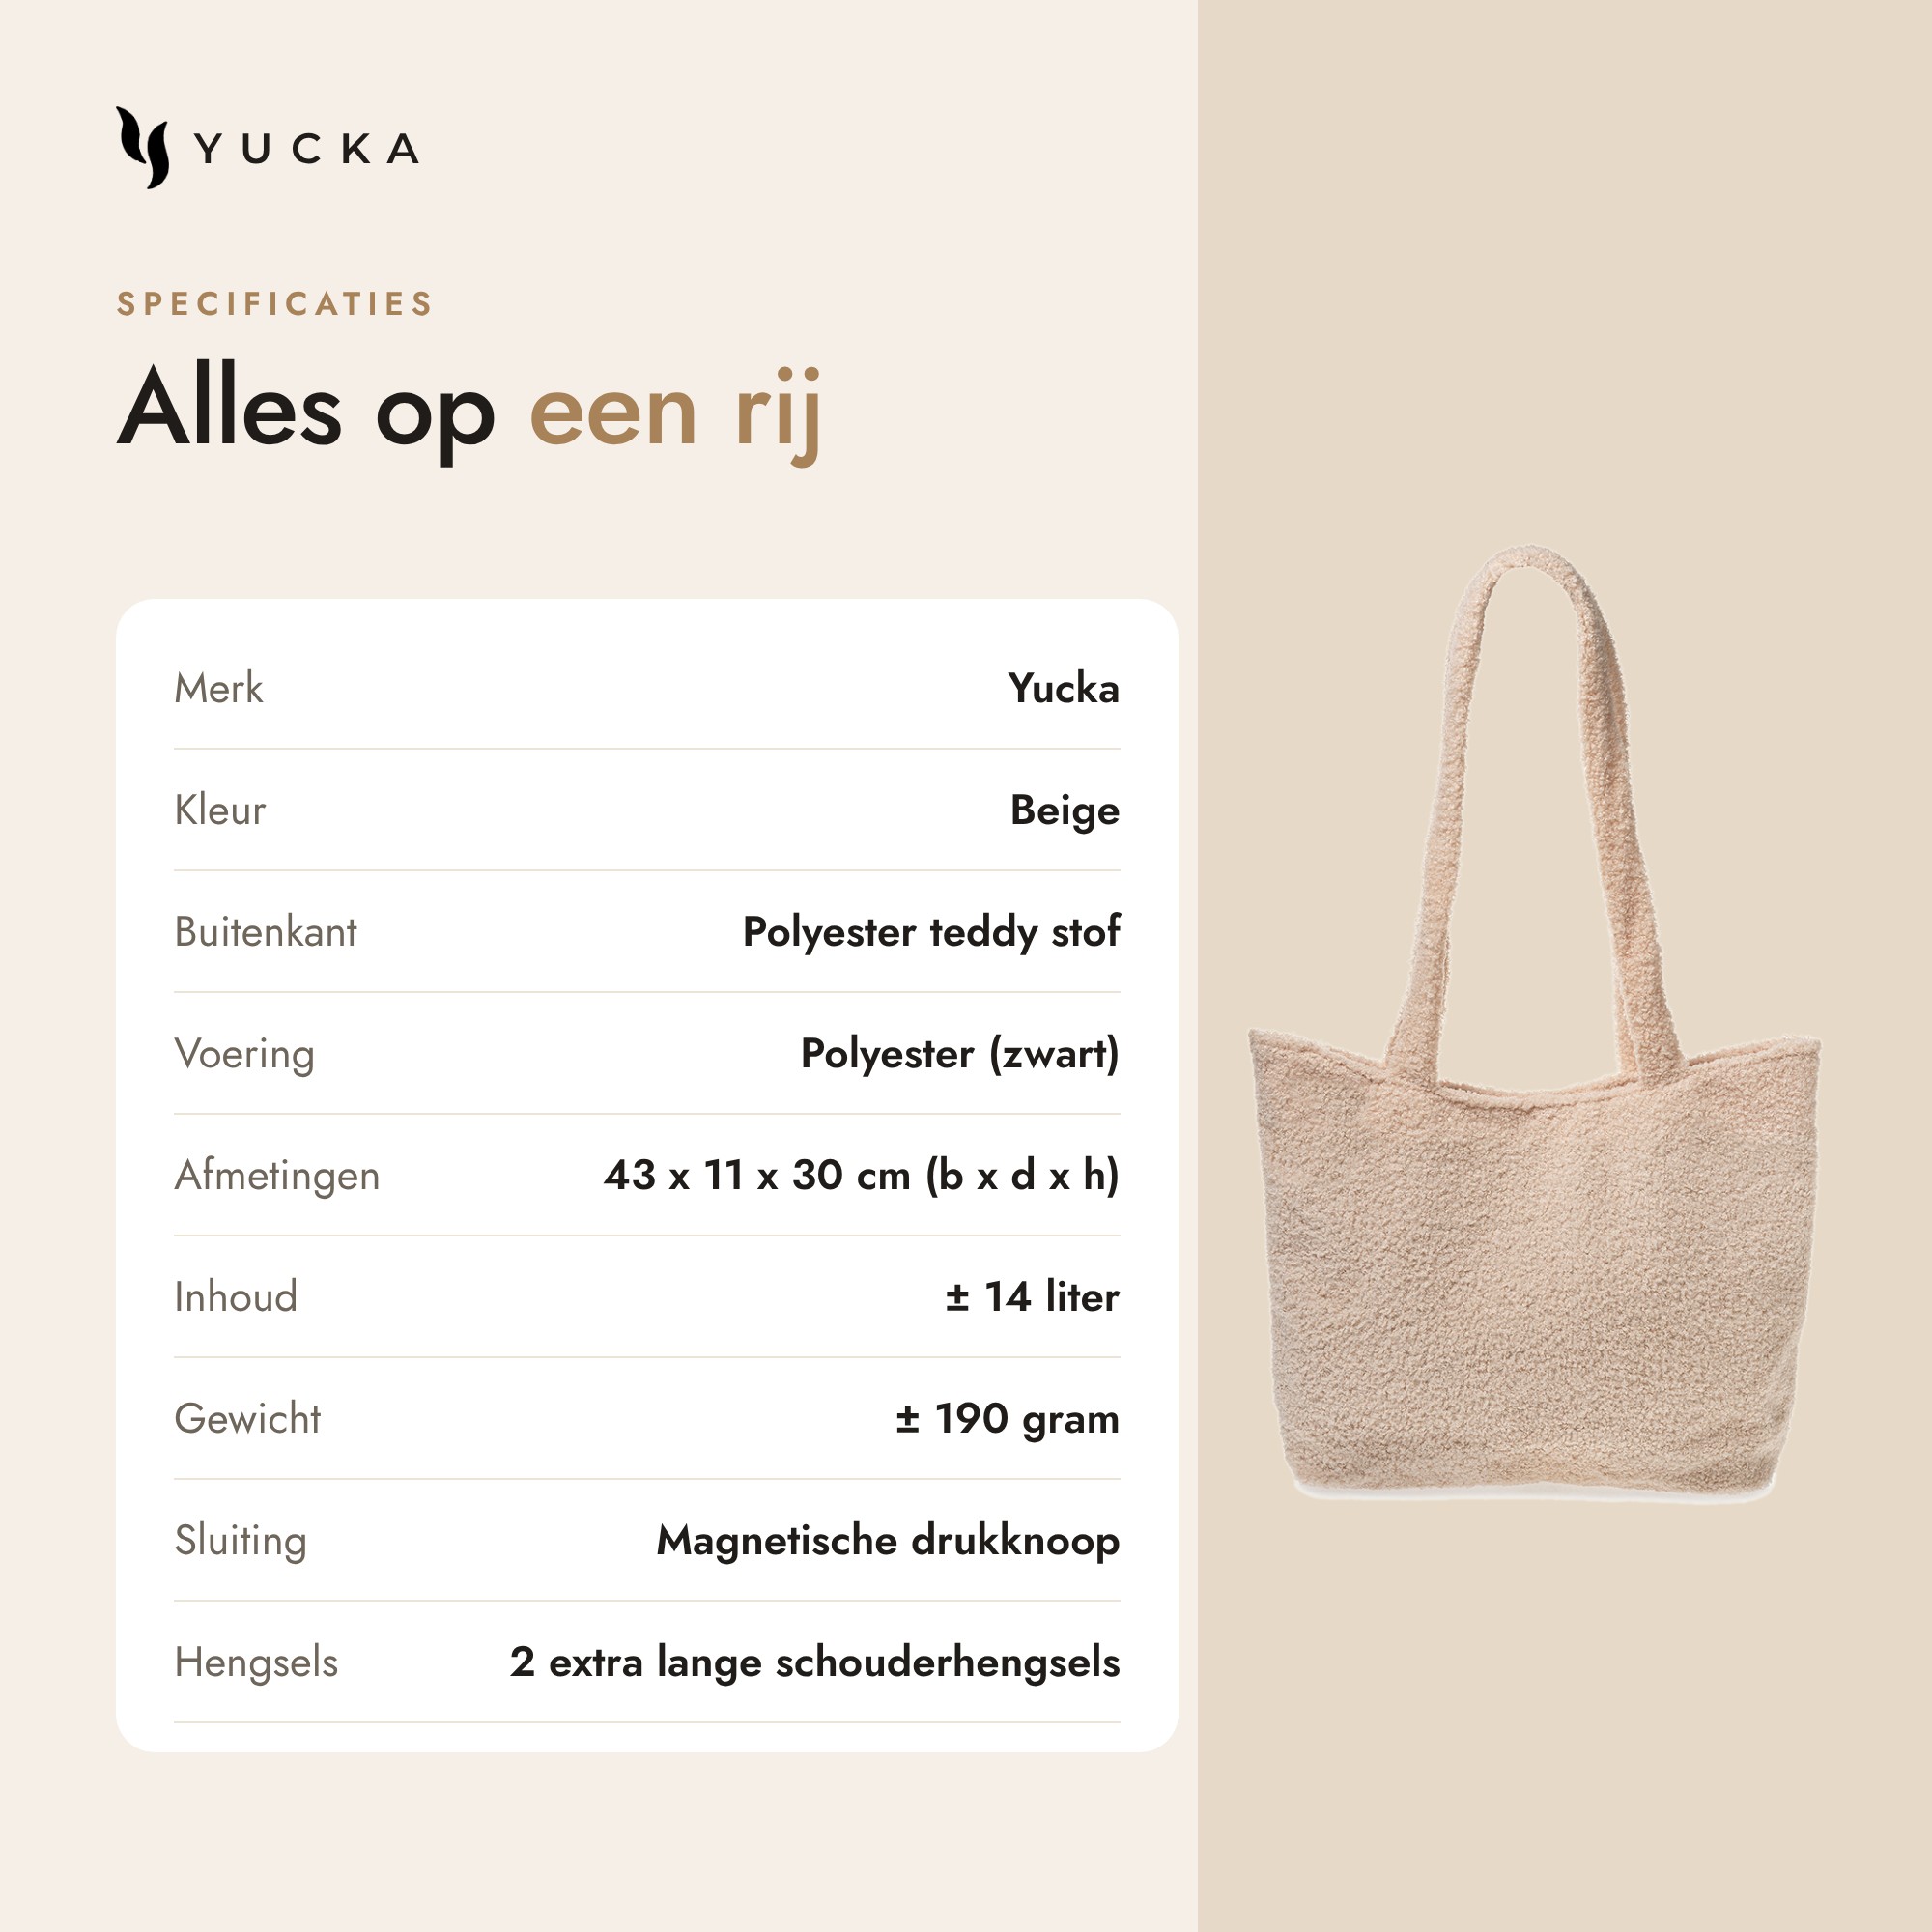 YUCKA
SPECIFICATIES
Alles op een rij
Merk Yucka
Kleur Beige
Buitenkant Polyester teddy stof
Voering Polyester (zwart)
Afmetingen 43 x 11 x 30 cm (b x d x h)
Inhoud ± 14 liter
Gewicht ± 190 gram
Sluiting Magnetische drukknoop
Hengsels 2 extra lange schouderhengsels